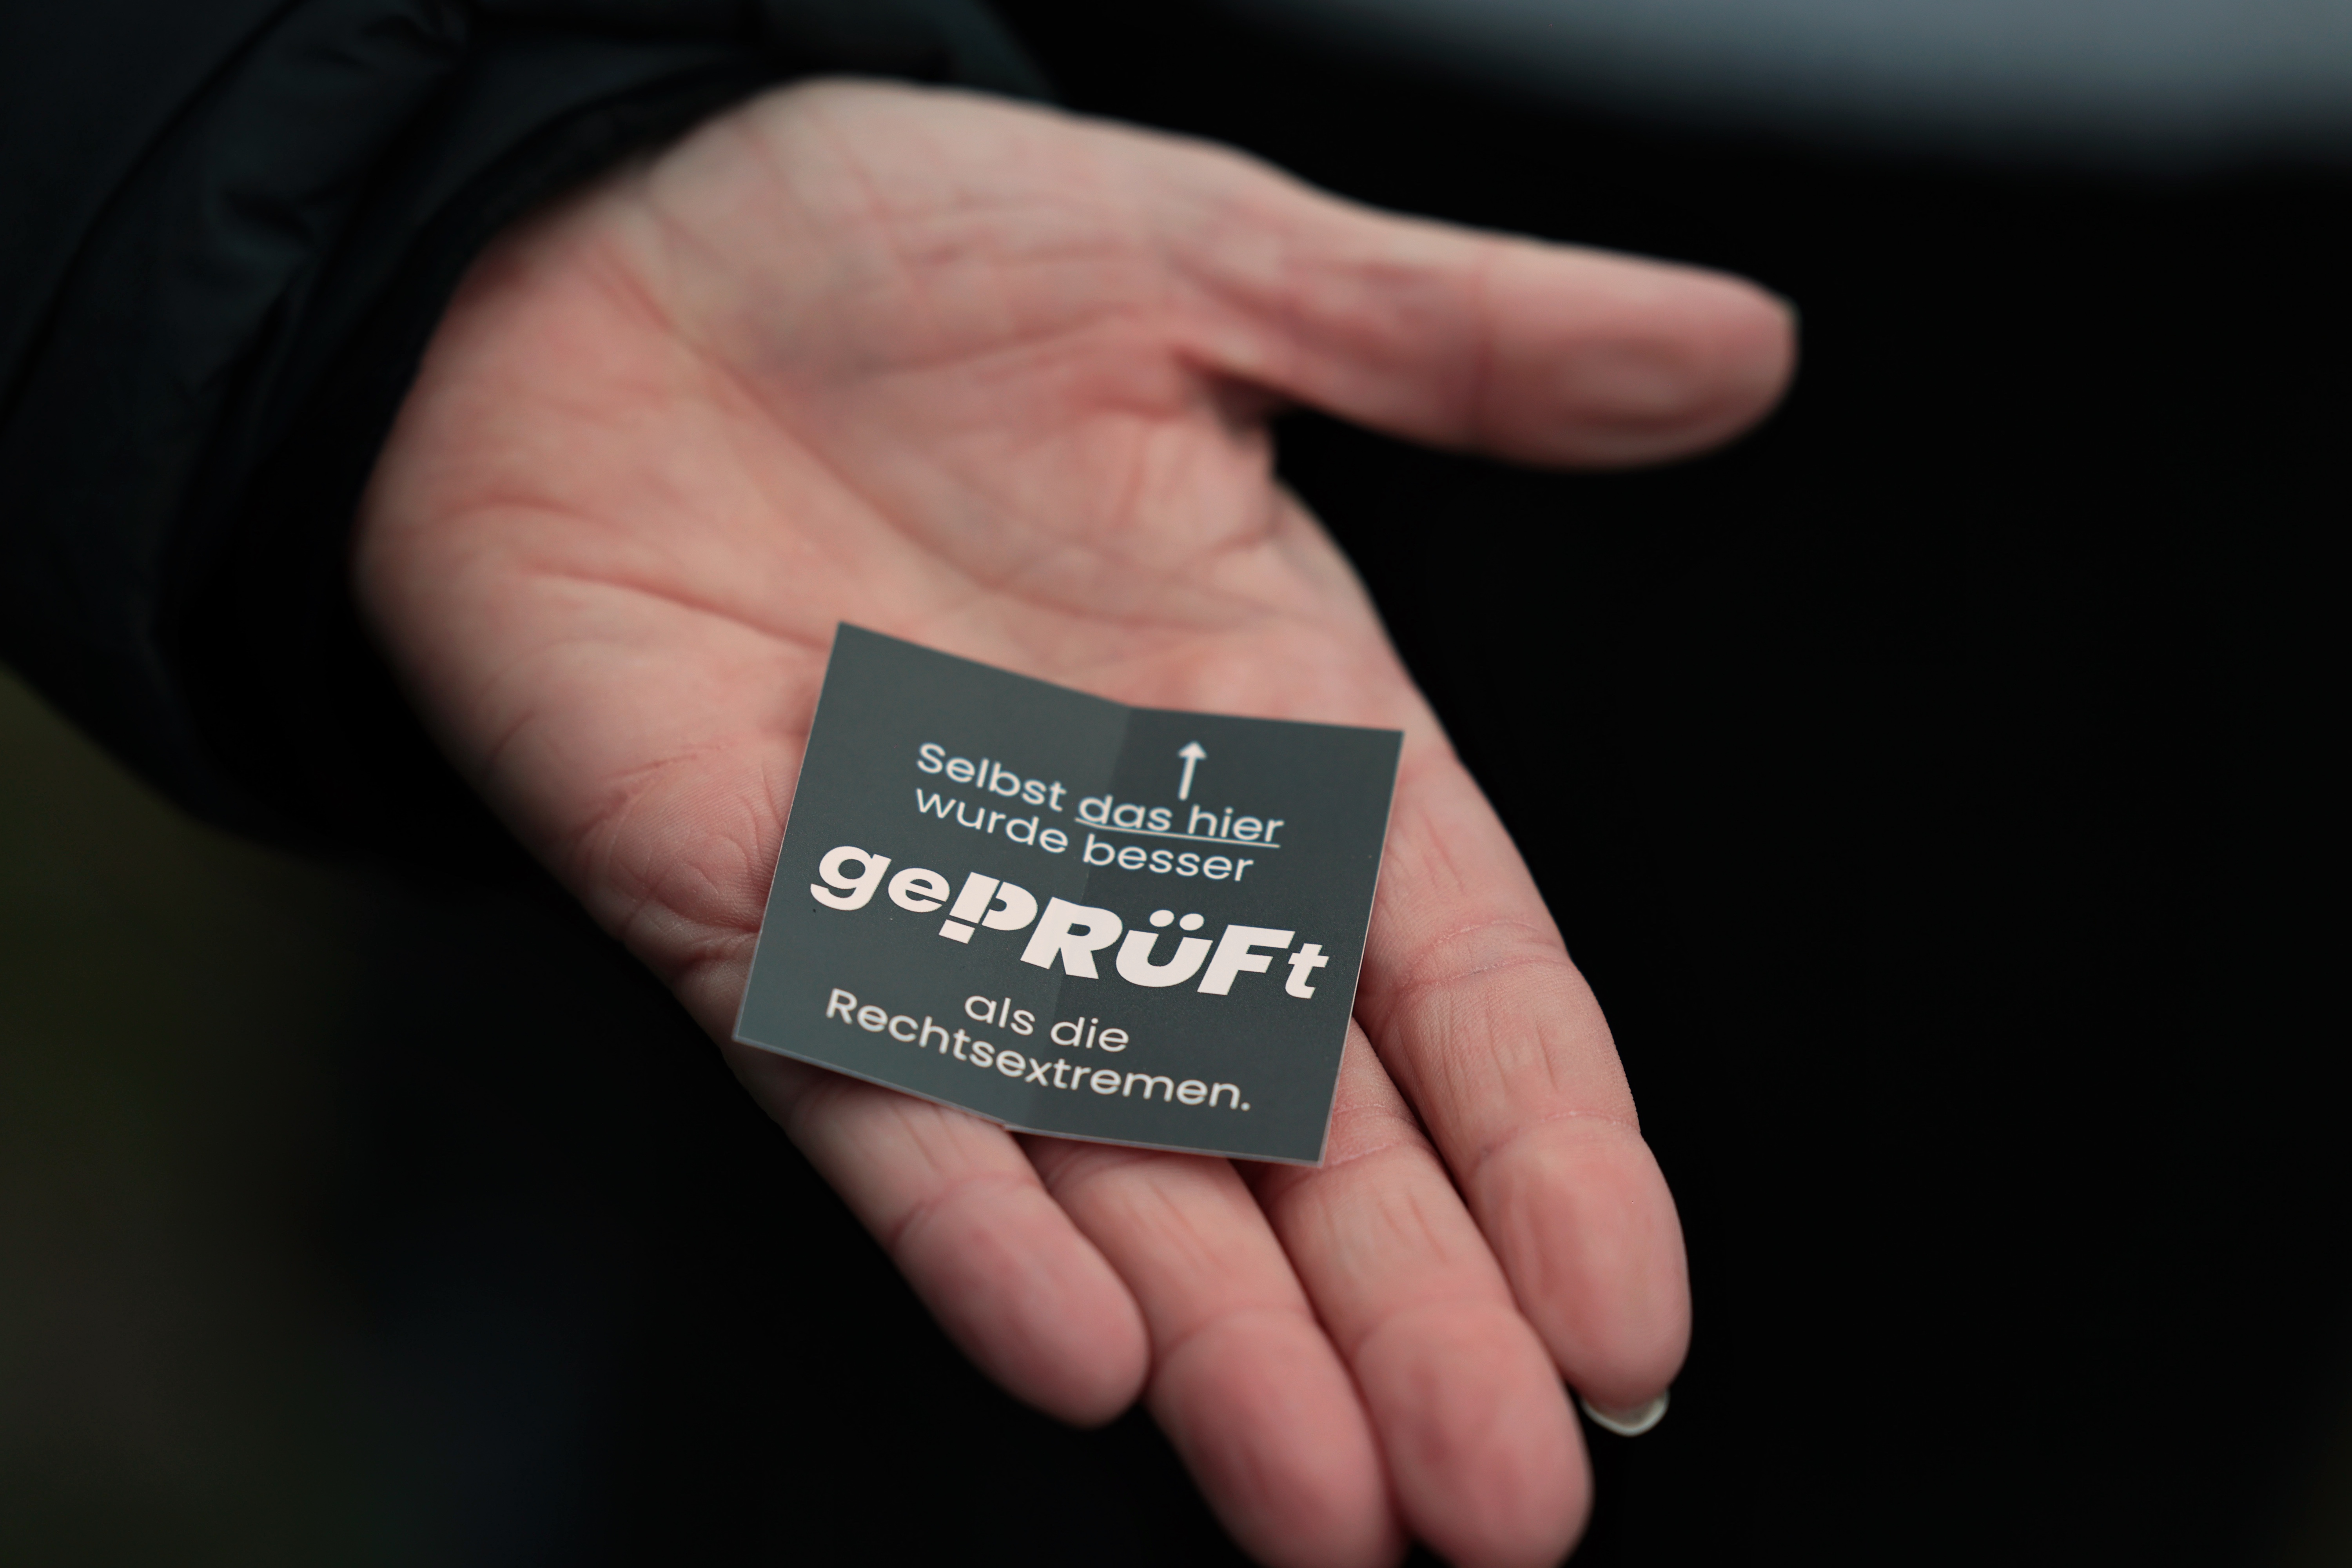 ↑
Selbst das hier
wurde besser
gePRÜFt
als die
Rechtsextremen.